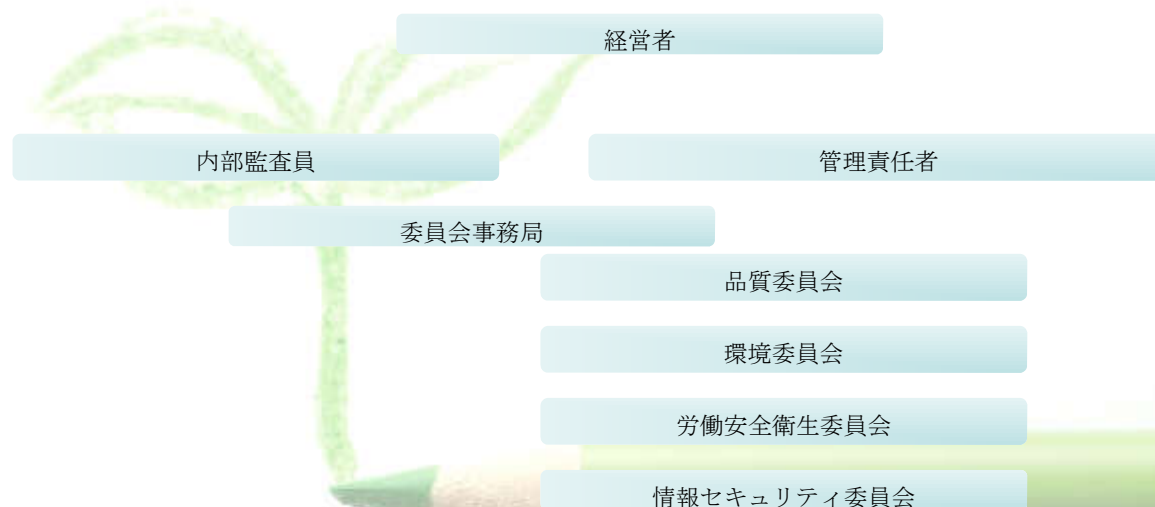 経営者
内部監査員
管理責任者
委員会事務局
品質委員会
環境委員会
労働安全衛生委員会
情報セキュリティ委員会